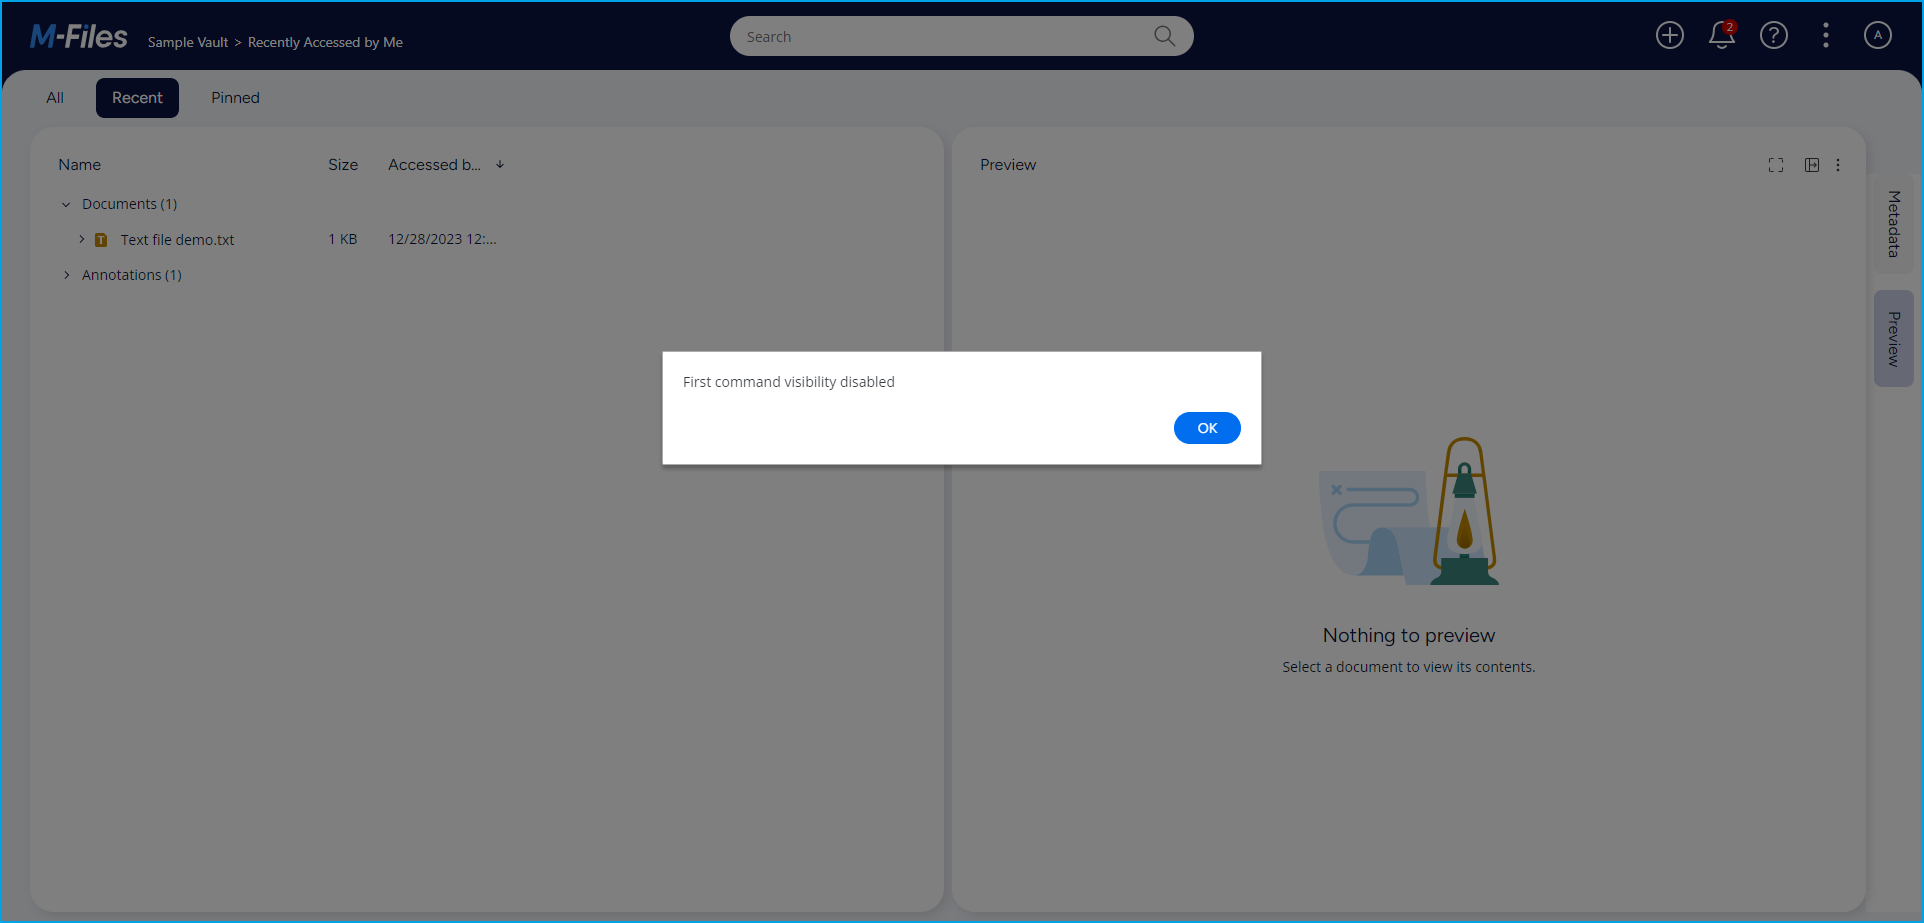 M-Files
Sample Vault > Recently Accessed by Me
Search
2
?
A
All
Recent
Pinned
Name
Size
Accessed b...
Documents (1)
T
Text file demo.txt
1 KB
12/28/2023 12:...
Annotations (1)
Preview
Metadata
Preview
First command visibility disabled
OK
Nothing to preview
Select a document to view its contents.